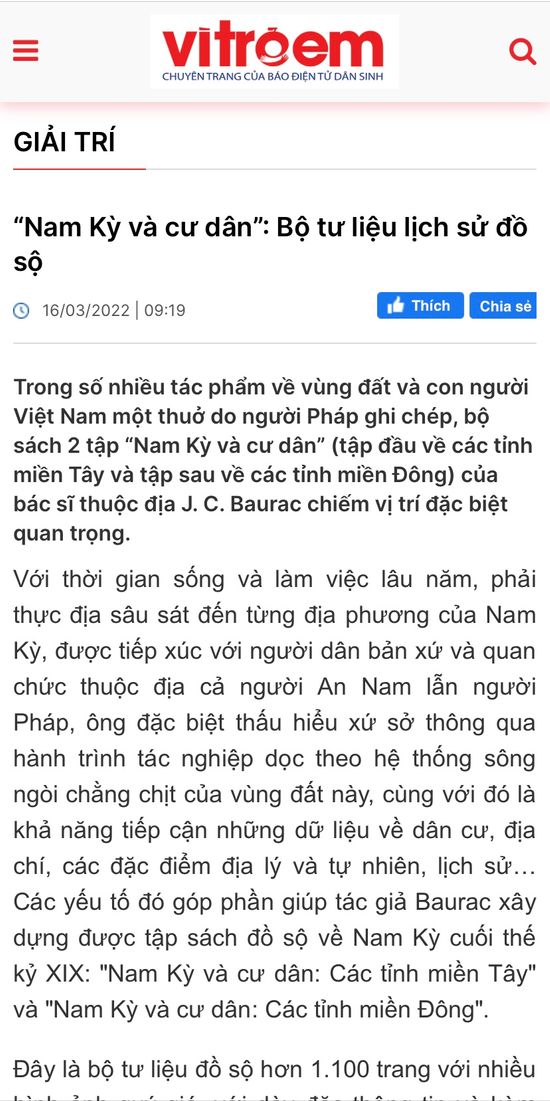 vìtrẻem
CHUYÊN TRANG CỦA BÁO ĐIỆN TỬ DÂN SINH
GIẢI TRÍ
“Nam Kỳ và cư dân”: Bộ tư liệu lịch sử đồ
sộ
16/03/2022 | 09:19
Thích
Chia sẻ
Trong số nhiều tác phẩm về vùng đất và con người
Việt Nam một thuở do người Pháp ghi chép, bộ
sách 2 tập “Nam Kỳ và cư dân” (tập đầu về các tỉnh
miền Tây và tập sau về các tỉnh miền Đông) của
bác sĩ thuộc địa J. C. Baurac chiếm vị trí đặc biệt
quan trọng.
Với thời gian sống và làm việc lâu năm, phải
thực địa sâu sát đến từng địa phương của Nam
Kỳ, được tiếp xúc với người dân bản xứ và quan
chức thuộc địa cả người An Nam lẫn người
Pháp, ông đặc biệt thấu hiểu xứ sở thông qua
hành trình tác nghiệp dọc theo hệ thống sông
ngòi chằng chịt của vùng đất này, cùng với đó là
khả năng tiếp cận những dữ liệu về dân cư, địa
chí, các đặc điểm địa lý và tự nhiên, lịch sử...
Các yếu tố đó góp phần giúp tác giả Baurac xây
dựng được tập sách đồ sộ về Nam Kỳ cuối thế
kỷ XIX: "Nam Kỳ và cư dân: Các tỉnh miền Tây"
và "Nam Kỳ và cư dân: Các tỉnh miền Đông".
Đây là bộ tư liệu đồ sộ hơn 1.100 trang với nhiều